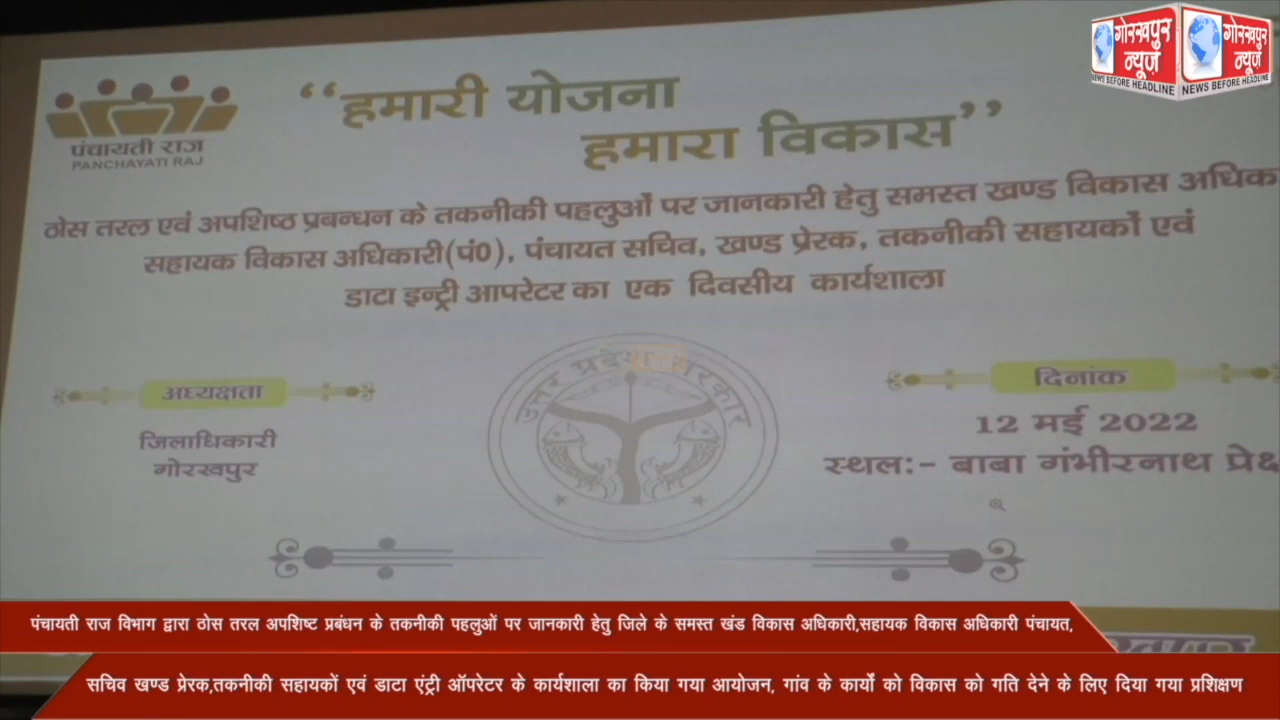 गोरखपुर न्यूज़
NEWS BEFORE HEADLINE
गोरखपुर न्यूज़
NEWS BEFORE HEADLINE
पंचायती राज
PANCHAYATI RAJ
“हमारी योजना
हमारा विकास”
ठोस तरल एवं अपशिष्ठ प्रबन्धन के तकनीकी पहलुओं पर जानकारी हेतु समस्त खण्ड विकास
सहायक विकास अधिकारी(पं0), पंचायत सचिव, खण्ड प्रेरक, तकनीकी सहायकों एवं
डाटा इन्ट्री आपरेटर का एक दिवसीय कार्यशाला
उत्तर प्रदेश सरकार
अध्यक्षता
जिलाधिकारी
गोरखपुर
दिनांक
12 मई 2022
स्थल:- बाबा गंभीरनाथ
पंचायती राज विभाग द्वारा ठोस तरल अपशिष्ट प्रबंधन के तकनीकी पहलुओं पर जानकारी हेतु जिले के समस्त खंड विकास अधिकारी,सहायक विकास अधिकारी पंचायत,
सचिव खण्ड प्रेरक,तकनीकी सहायकों एवं डाटा एंट्री ऑपरेटर के कार्यशाला का किया गया आयोजन, गांव के कार्यों को विकास को गति देने के लिए दिया गया प्रशिक्षण